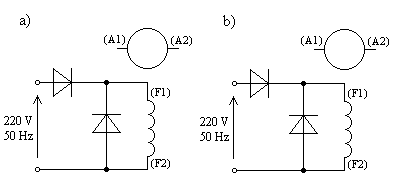 a)
(A1) (A2)
(F1)
220 V
50 Hz
(F2)
b)
(A1) (A2)
(F1)
220 V
50 Hz
(F2)